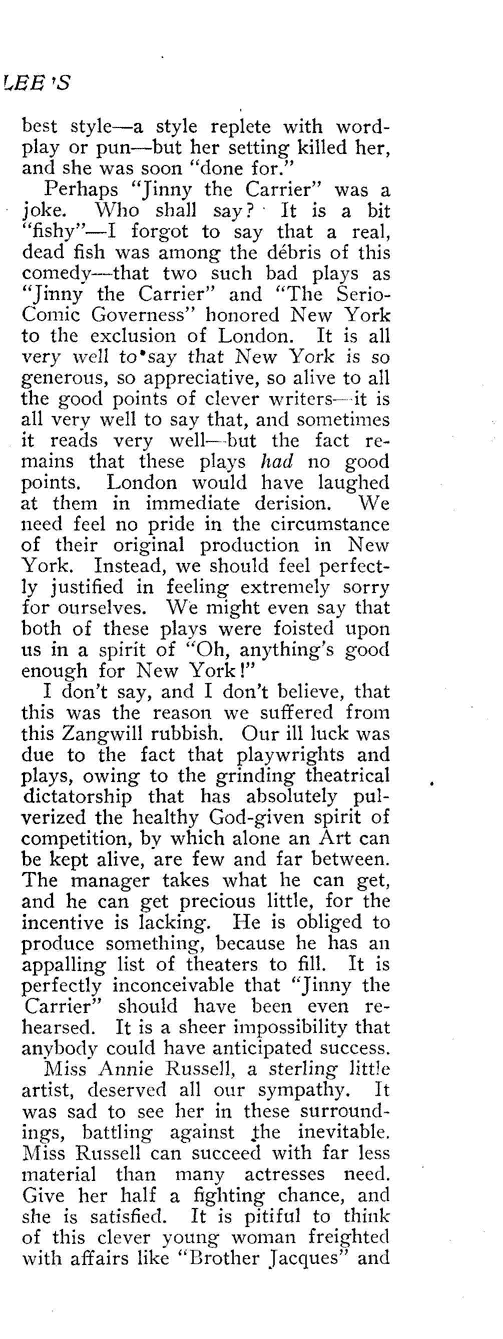 LEE'S
best style—a style replete with word-
play or pun—but her setting killed her,
and she was soon "done for."
Perhaps "Jinny the Carrier" was a
joke. Who shall say? It is a bit
"fishy"—I forgot to say that a real,
dead fish was among the débris of this
comedy—that two such bad plays as
"Jinny the Carrier" and "The Serio-
Comic Governess" honored New York
to the exclusion of London. It is all
very well to say that New York is so
generous, so appreciative, so alive to all
the good points of clever writers—it is
all very well to say that, and sometimes
it reads very well—but the fact re-
mains that these plays had no good
points. London would have laughed
at them in immediate derision. We
need feel no pride in the circumstance
of their original production in New
York. Instead, we should feel perfect-
ly justified in feeling extremely sorry
for ourselves. We might even say that
both of these plays were foisted upon
us in a spirit of "Oh, anything's good
enough for New York!"
I don't say, and I don't believe, that
this was the reason we suffered from
this Zangwill rubbish. Our ill luck was
due to the fact that playwrights and
plays, owing to the grinding theatrical
dictatorship that has absolutely pul-
verized the healthy God-given spirit of
competition, by which alone an Art can
be kept alive, are few and far between.
The manager takes what he can get,
and he can get precious little, for the
incentive is lacking. He is obliged to
produce something, because he has an
appalling list of theaters to fill. It is
perfectly inconceivable that "Jinny the
Carrier" should have been even re-
hearsed. It is a sheer impossibility that
anybody could have anticipated success.
Miss Annie Russell, a sterling little
artist, deserved all our sympathy. It
was sad to see her in these surround-
ings, battling against the inevitable.
Miss Russell can succeed with far less
material than many actresses need.
Give her half a fighting chance, and
she is satisfied. It is pitiful to think
of this clever young woman freighted
with affairs like "Brother Jacques" and